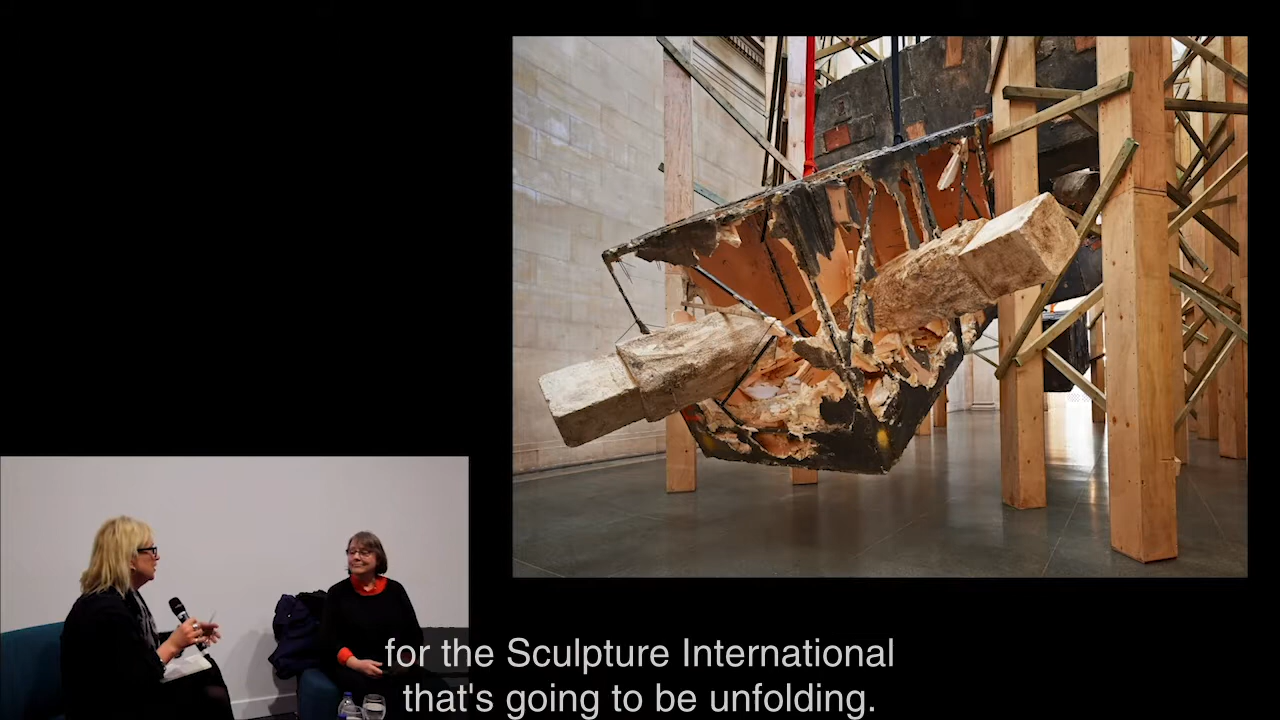 for the Sculpture International
that's going to be unfolding.